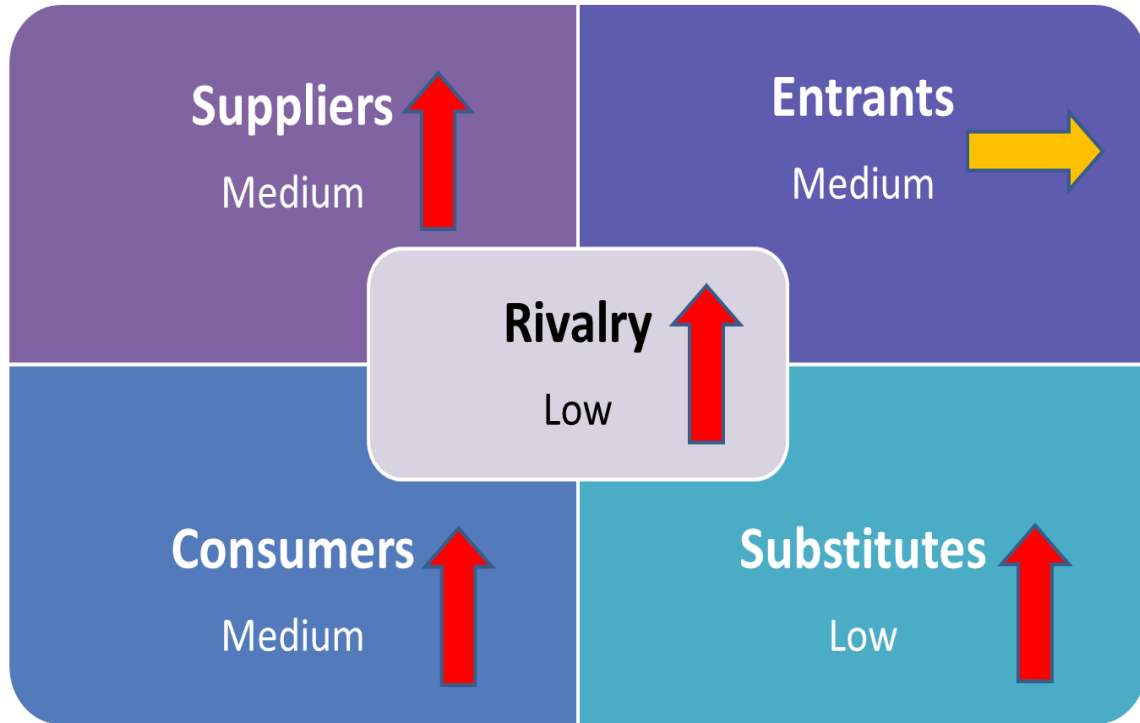 Suppliers
Medium
Entrants
Medium
Rivalry
Low
Consumers
Medium
Substitutes
Low